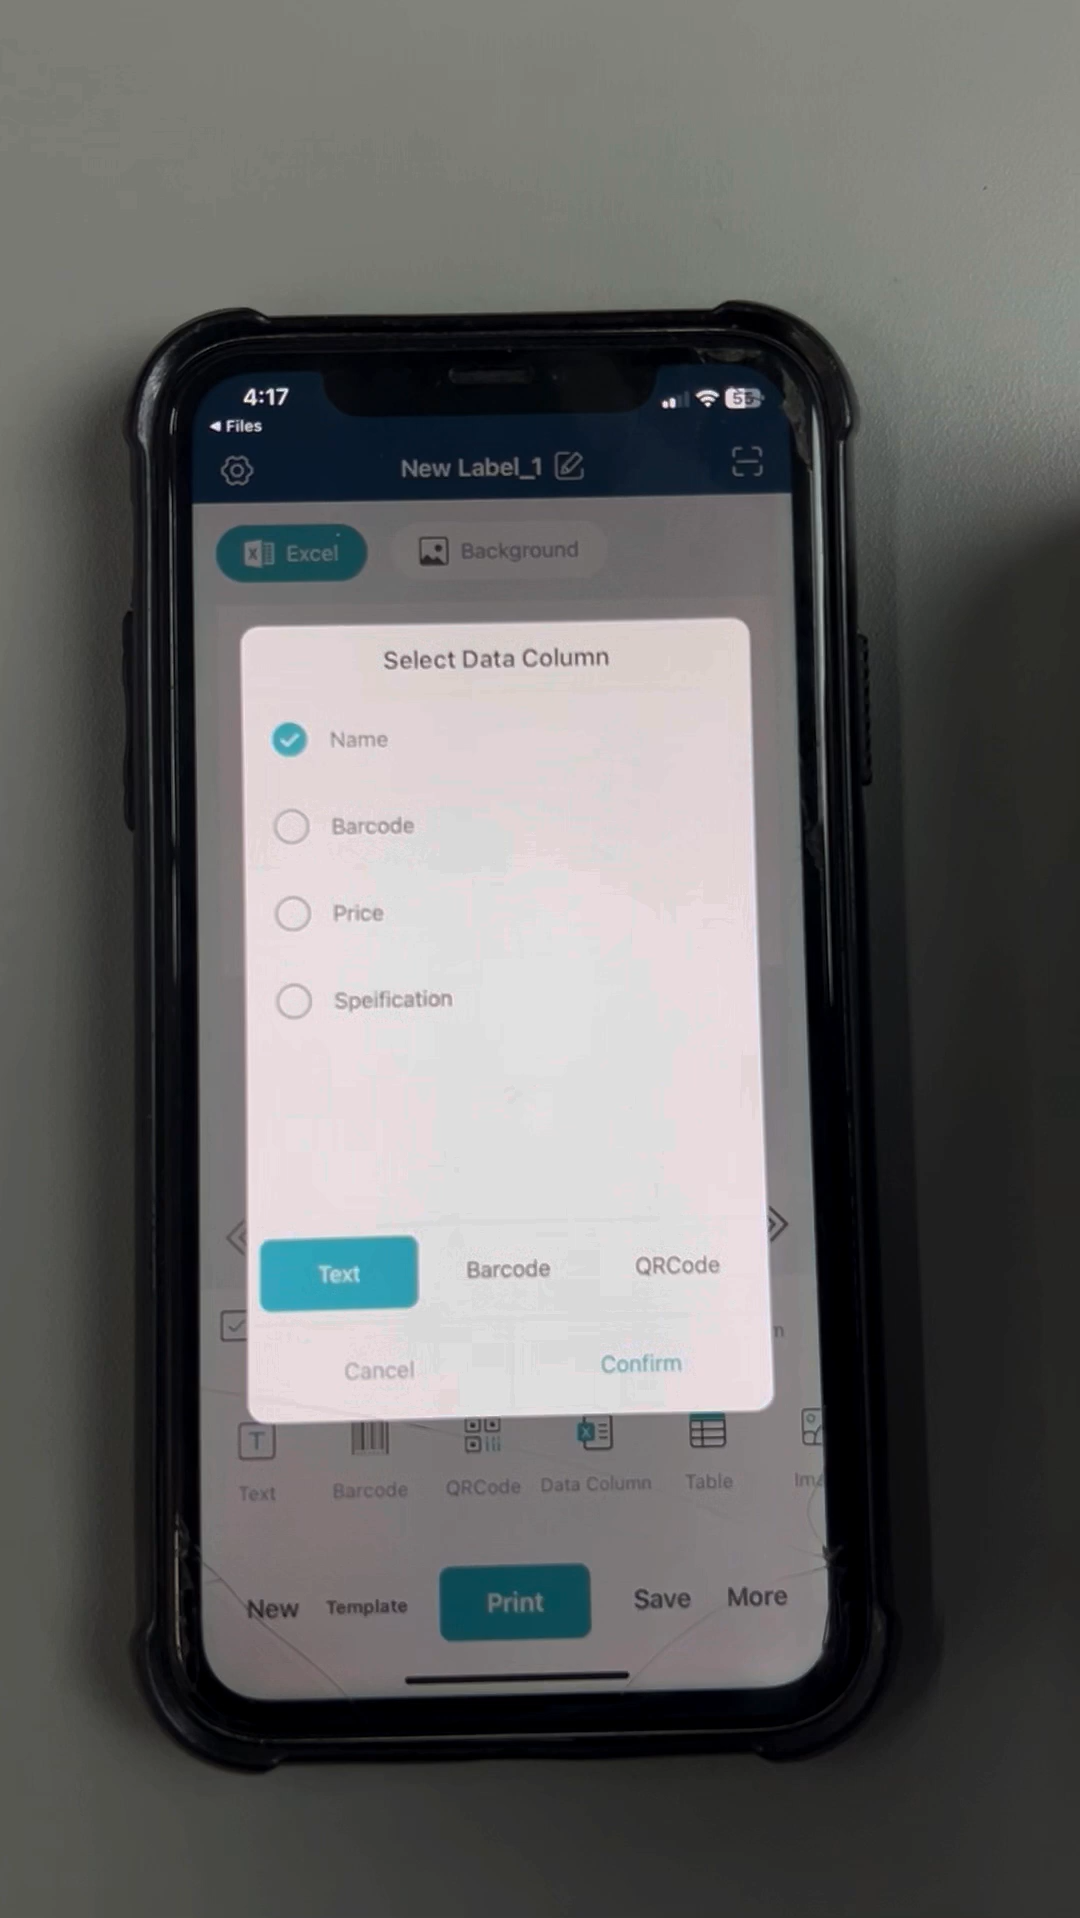 4:17
55
◀ Files
New Label_1
Excel
Background
Select Data Column
Name
Barcode
Price
Speification
Text
Barcode
QRCode
Cancel
Confirm
Text
Barcode
QRCode
Data Column
Table
New
Template
Print
Save
More